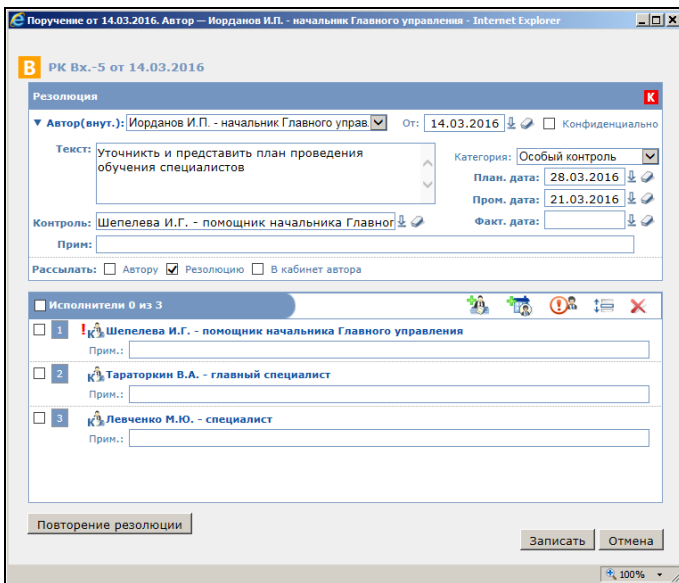 Поручение от 14.03.2016. Автор — Иорданов И.П. - начальник Главного управления - Internet Explorer
В РК Вх.-5 от 14.03.2016
Резолюция К
Автор(внут.): Иорданов И.П. - начальник Главного управ. От: 14.03.2016 Конфиденциально
Текст: Уточникть и представить план проведения
обучения специалистов
Категория: Особый контроль
План. дата: 28.03.2016
Пром. дата: 21.03.2016
Контроль: Шепелева И.Г. - помощник начальника Главног Факт. дата:
Прим:
Рассылать: Автору Резолюцию В кабинет автора
Исполнители 0 из 3
1 ! К Шепелева И.Г. - помощник начальника Главного управления
Прим.:
2 К Тараторкин В.А. - главный специалист
Прим.:
3 К Левченко М.Ю. - специалист
Прим.:
Повторение резолюции
Записать Отмена
100%